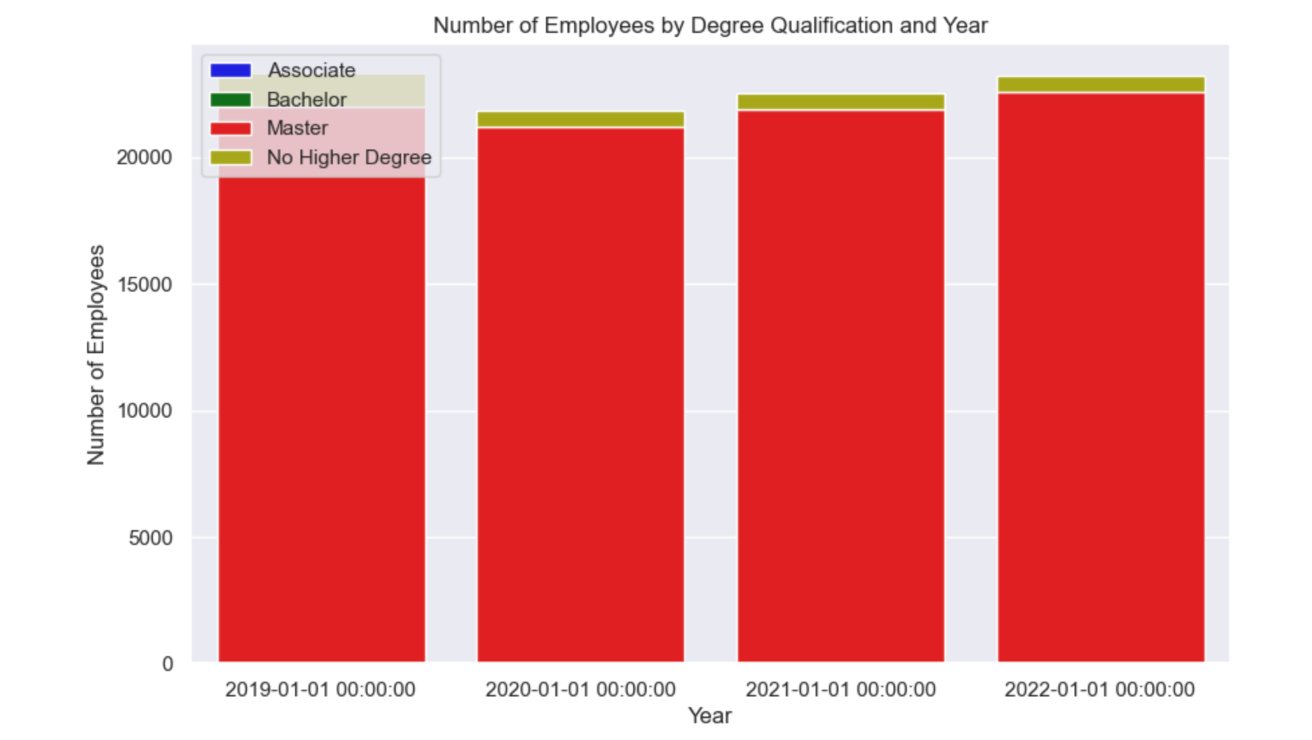 Number of Employees by Degree Qualification and Year
Associate
Bachelor
Master
No Higher Degree
20000
15000
10000
5000
0
Number of Employees
2019-01-01 00:00:00
2020-01-01 00:00:00
2021-01-01 00:00:00
2022-01-01 00:00:00
Year